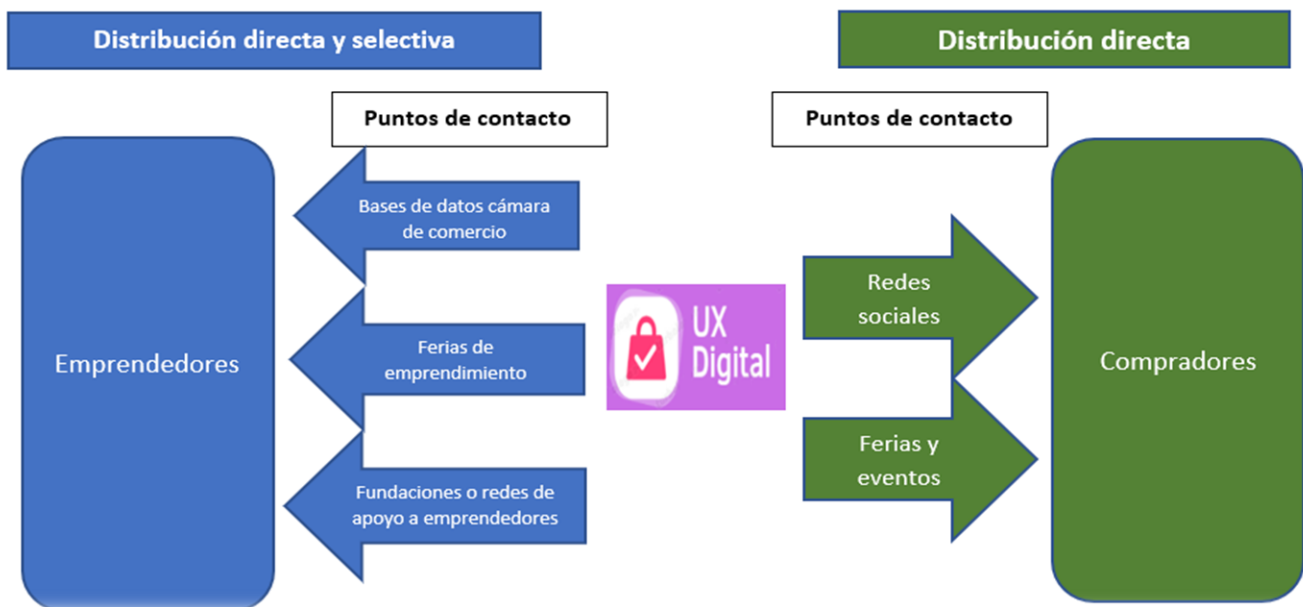 Distribución directa y selectiva
Distribución directa
Puntos de contacto
Puntos de contacto
Emprendedores
Bases de datos cámara
de comercio
Ferias de
emprendimiento
Fundaciones o redes de
apoyo a emprendedores
UX
Digital
Redes
sociales
Ferias y
eventos
Compradores